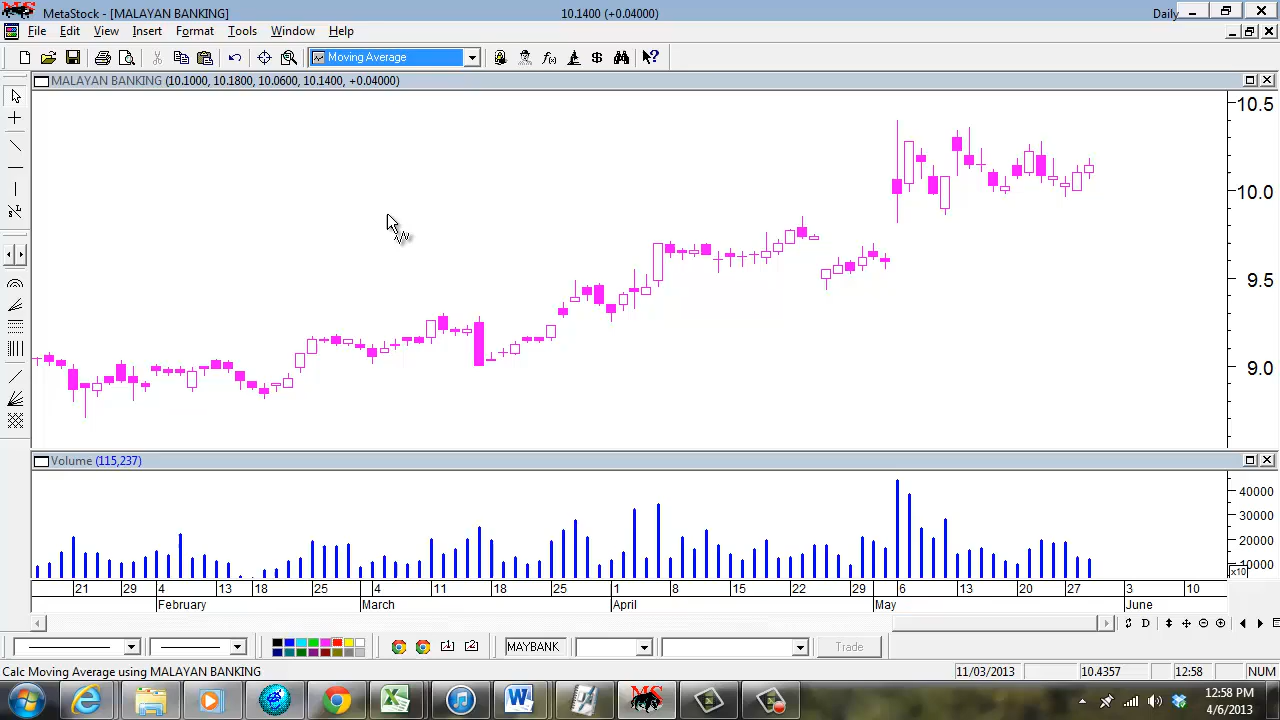 MetaStock - [MALAYAN BANKING] 10.1400 (+0.04000) Daily
File Edit View Insert Format Tools Window Help
Moving Average
MALAYAN BANKING (10.1000, 10.1800, 10.0600, 10.1400, +0.04000)
10.5
10.0
9.5
9.0
Volume (115,237)
40000
30000
20000
10000
x10
21 29 4 13 18 25 4 11 18 25 1 8 15 22 29 6 13 20 27 3 10
February March April May June
MAYBANK Trade
Calc Moving Average using MALAYAN BANKING 11/03/2013 10.4357 12:58 NUM
12:58 PM
4/6/2013